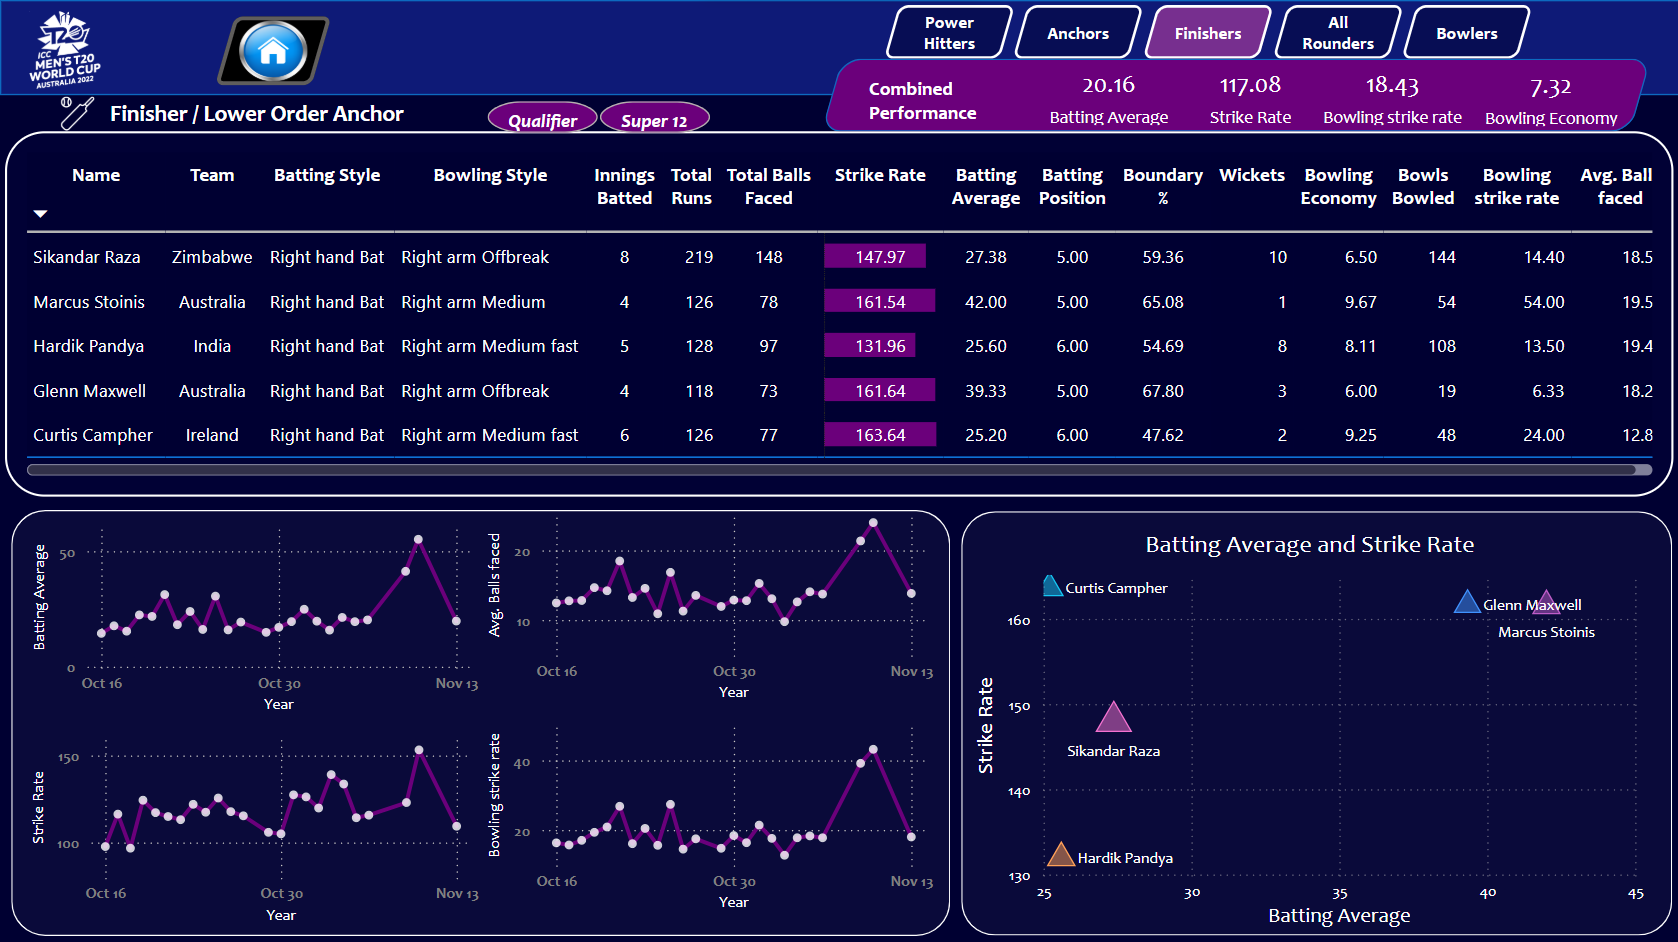 ICC
MEN'S T20
WORLD CUP
AUSTRALIA 2022
Power
Hitters
Anchors
Finishers
All
Rounders
Bowlers
Combined
Performance
20.16
Batting Average
117.08
Strike Rate
18.43
Bowling strike rate
7.32
Bowling Economy
Finisher / Lower Order Anchor
Qualifier
Super 12
Name Team Batting Style Bowling Style Innings Batted Total Runs Total Balls Faced Strike Rate Batting Average Batting Position Boundary % Wickets Bowling Economy Bowls Bowled Bowling strike rate Avg. Ball faced
Sikandar Raza Zimbabwe Right hand Bat Right arm Offbreak 8 219 148 147.97 27.38 5.00 59.36 10 6.50 144 14.40 18.5
Marcus Stoinis Australia Right hand Bat Right arm Medium 4 126 78 161.54 42.00 5.00 65.08 1 9.67 54 54.00 19.5
Hardik Pandya India Right hand Bat Right arm Medium fast 5 128 97 131.96 25.60 6.00 54.69 8 8.11 108 13.50 19.4
Glenn Maxwell Australia Right hand Bat Right arm Offbreak 4 118 73 161.64 39.33 5.00 67.80 3 6.00 19 6.33 18.2
Curtis Campher Ireland Right hand Bat Right arm Medium fast 6 126 77 163.64 25.20 6.00 47.62 2 9.25 48 24.00 12.8
Batting Average
50
0
Oct 16 Oct 30 Nov 13
Year
Avg. Balls faced
20
10
Oct 16 Oct 30 Nov 13
Year
Strike Rate
150
100
Oct 16 Oct 30 Nov 13
Year
Bowling strike rate
40
20
Oct 16 Oct 30 Nov 13
Year
Batting Average and Strike Rate
Curtis Campher
Glenn Maxwell
Marcus Stoinis
Sikandar Raza
Hardik Pandya
Strike Rate
160
150
140
130
25 30 35 40 45
Batting Average